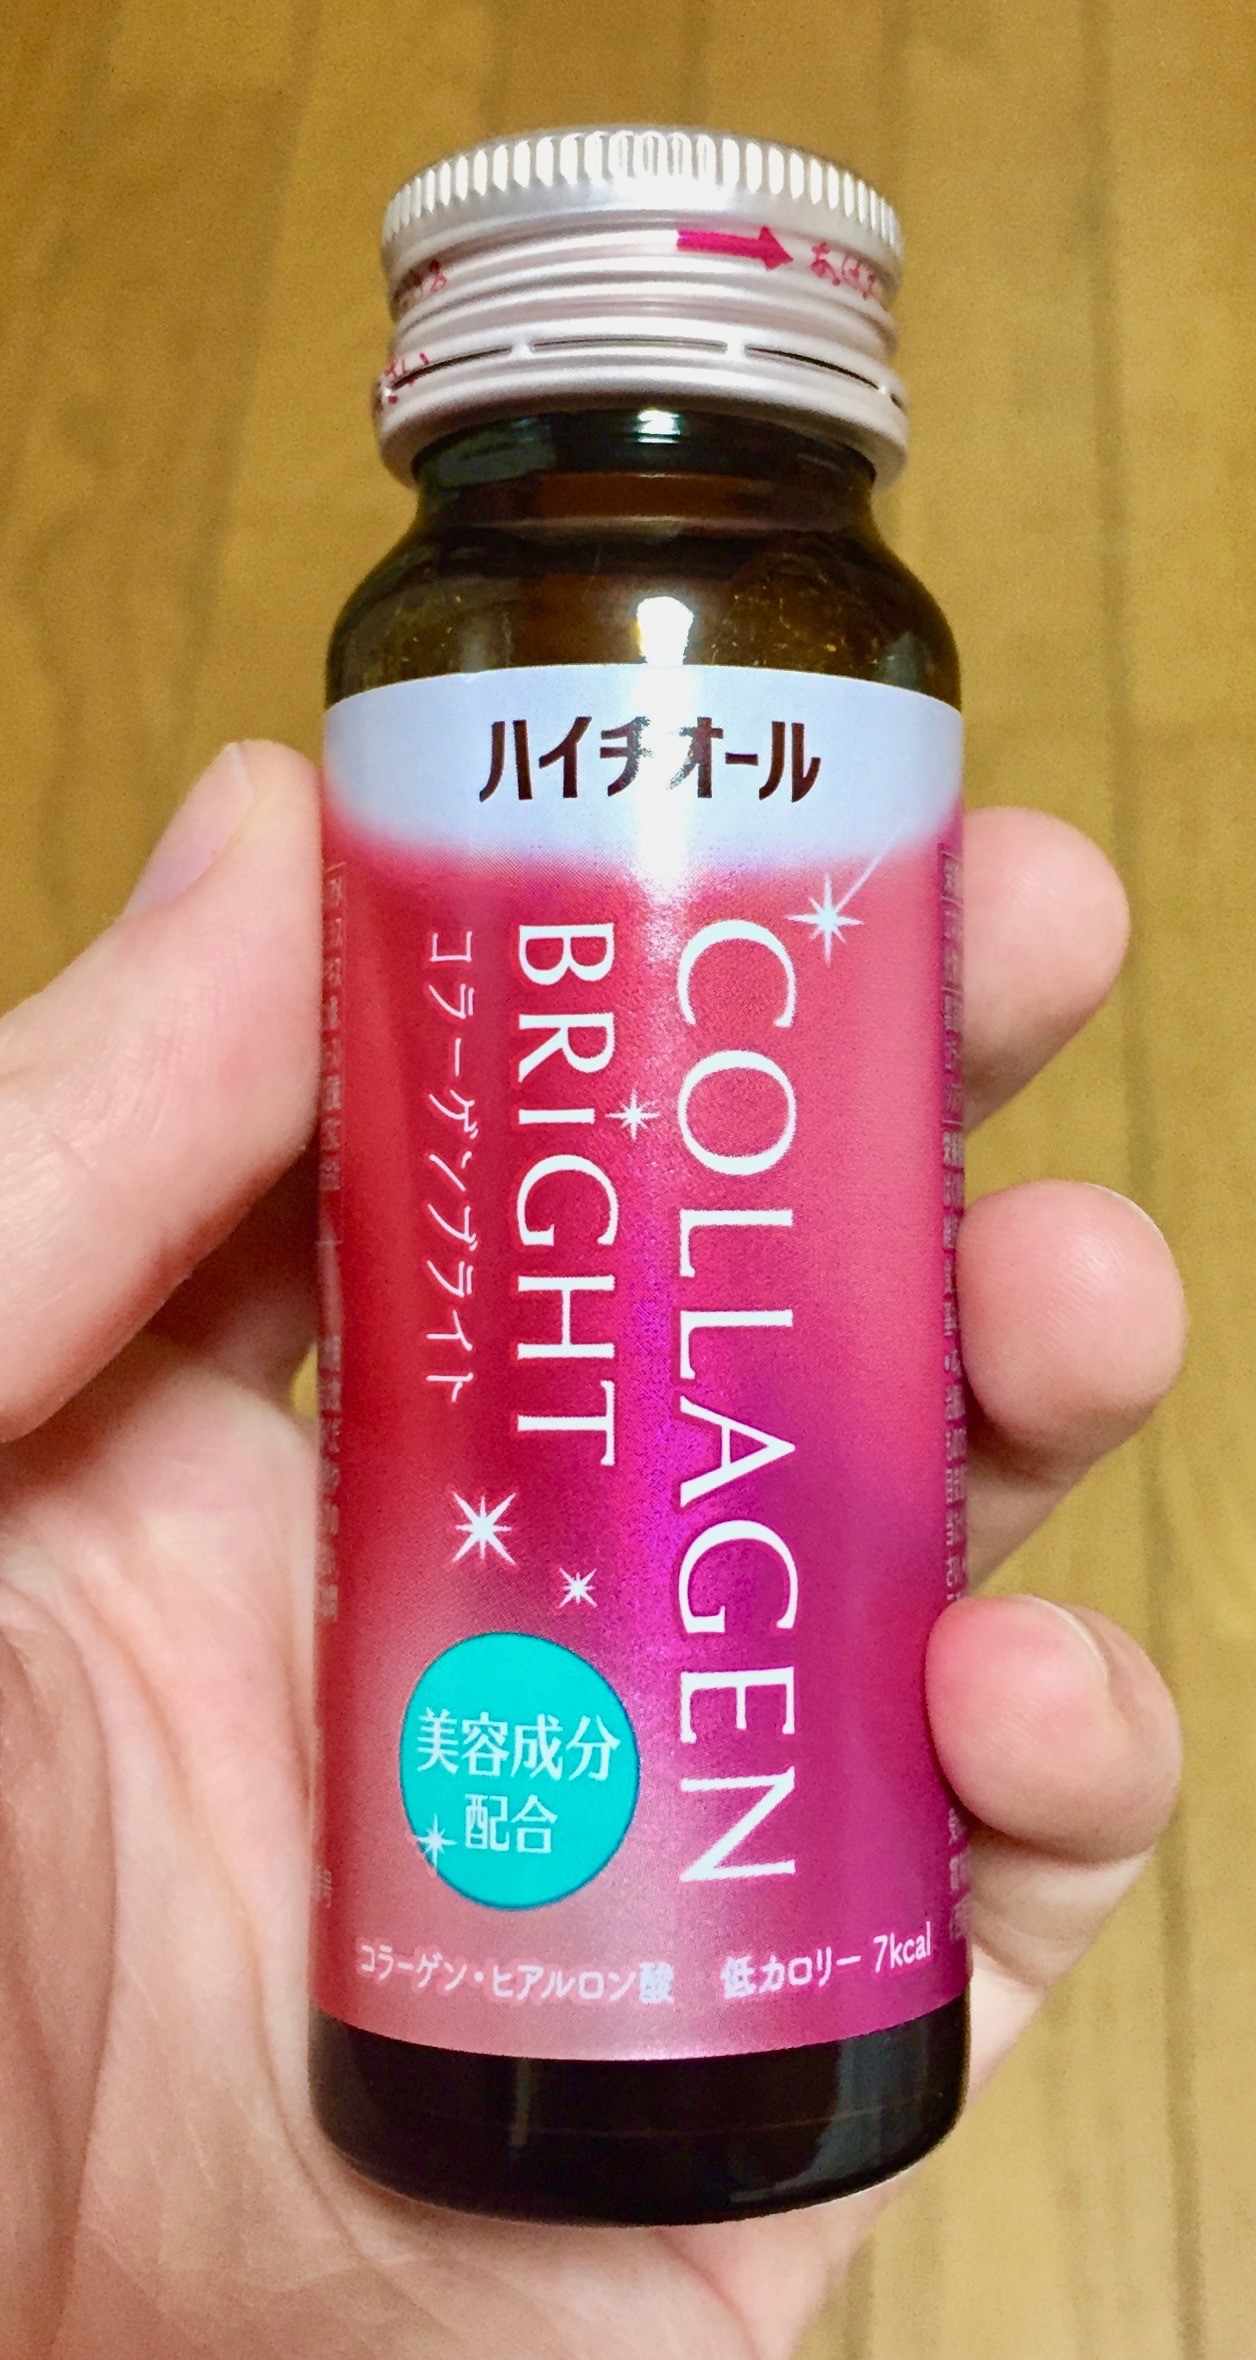 ハイチオール
COLLAGEN
BRIGHT
コラーゲンブライト
美容成分
配合
コラーゲン・ヒアルロン酸 低カロリー 7kcal